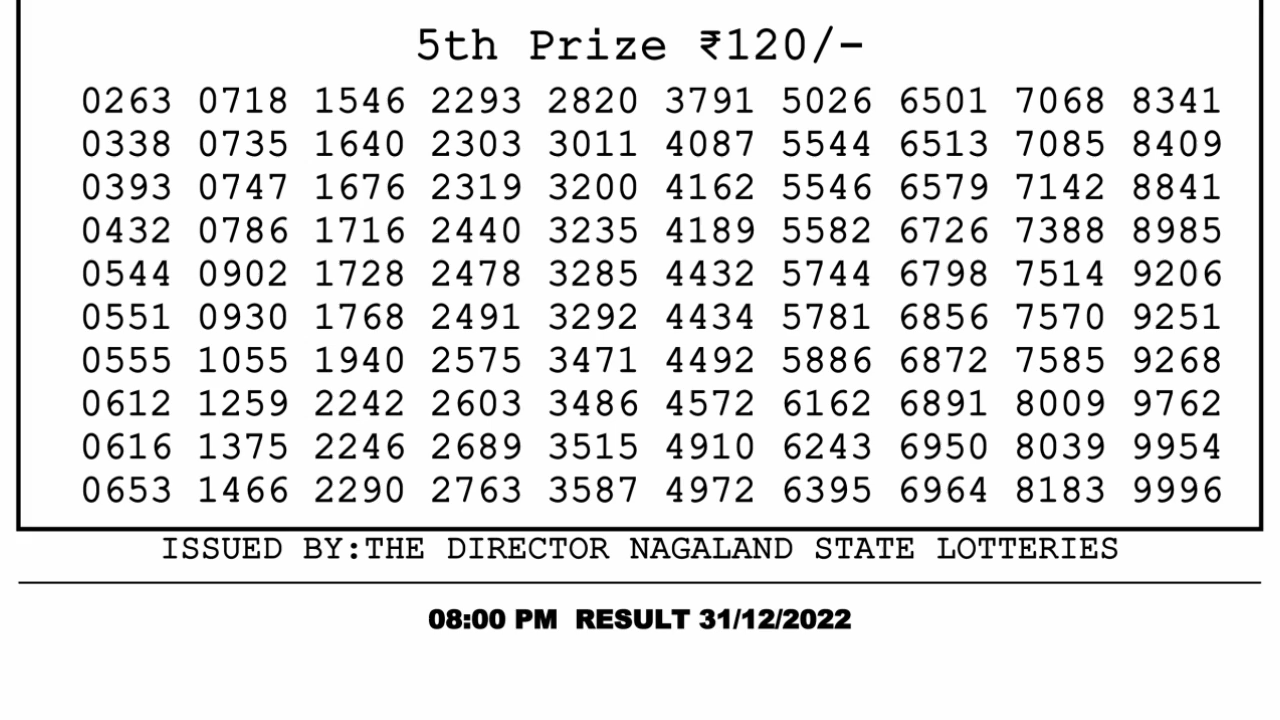 5th Prize ₹120/-
0263 0718 1546 2293 2820 3791 5026 6501 7068 8341
0338 0735 1640 2303 3011 4087 5544 6513 7085 8409
0393 0747 1676 2319 3200 4162 5546 6579 7142 8841
0432 0786 1716 2440 3235 4189 5582 6726 7388 8985
0544 0902 1728 2478 3285 4432 5744 6798 7514 9206
0551 0930 1768 2491 3292 4434 5781 6856 7570 9251
0555 1055 1940 2575 3471 4492 5886 6872 7585 9268
0612 1259 2242 2603 3486 4572 6162 6891 8009 9762
0616 1375 2246 2689 3515 4910 6243 6950 8039 9954
0653 1466 2290 2763 3587 4972 6395 6964 8183 9996
ISSUED BY:THE DIRECTOR NAGALAND STATE LOTTERIES
08:00 PM RESULT 31/12/2022